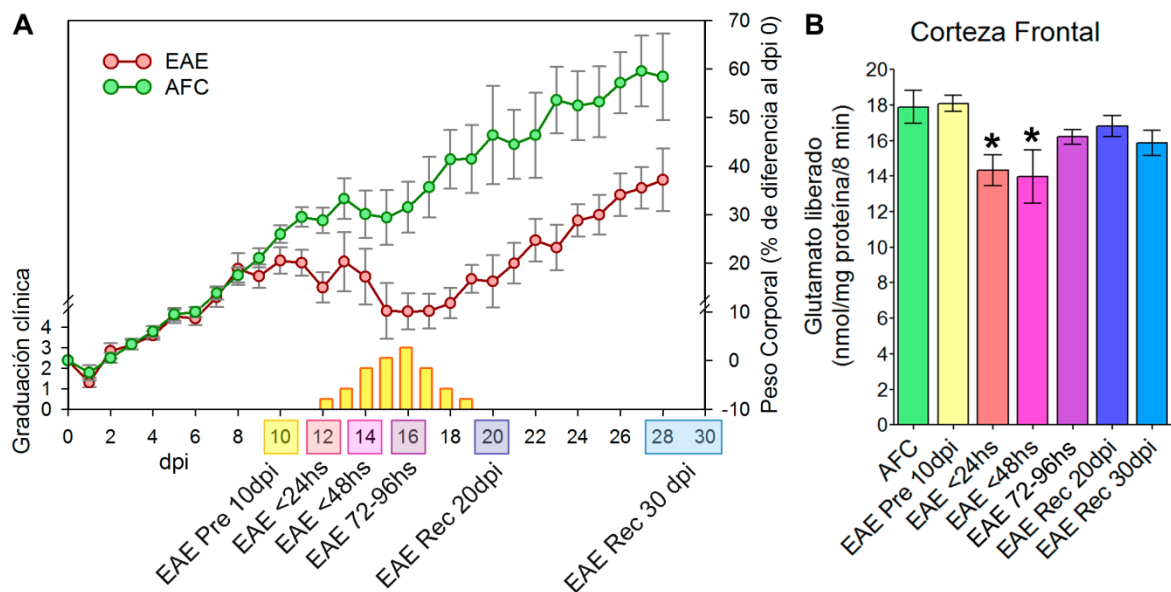 A
EAE
AFC
Graduación clínica
4
3
2
1
0
70
60
50
40
30
20
10
0
-10
Peso Corporal (% de diferencia al dpi 0)
0 2 4 6 8 10 12 14 16 18 20 22 24 26 28 30
dpi
EAE Pre 10dpi
EAE <24hs
EAE <48hs
EAE 72-96hs
EAE Rec 20dpi
EAE Rec 30 dpi
B
Corteza Frontal
Glutamato liberado
(nmol/mg proteina/8 min)
20
18
16
14
12
10
8
6
4
2
0
* *
AFC
EAE Pre 10dpi
EAE <24hs
EAE <48hs
EAE 72-96hs
EAE Rec 20dpi
EAE Rec 30dpi